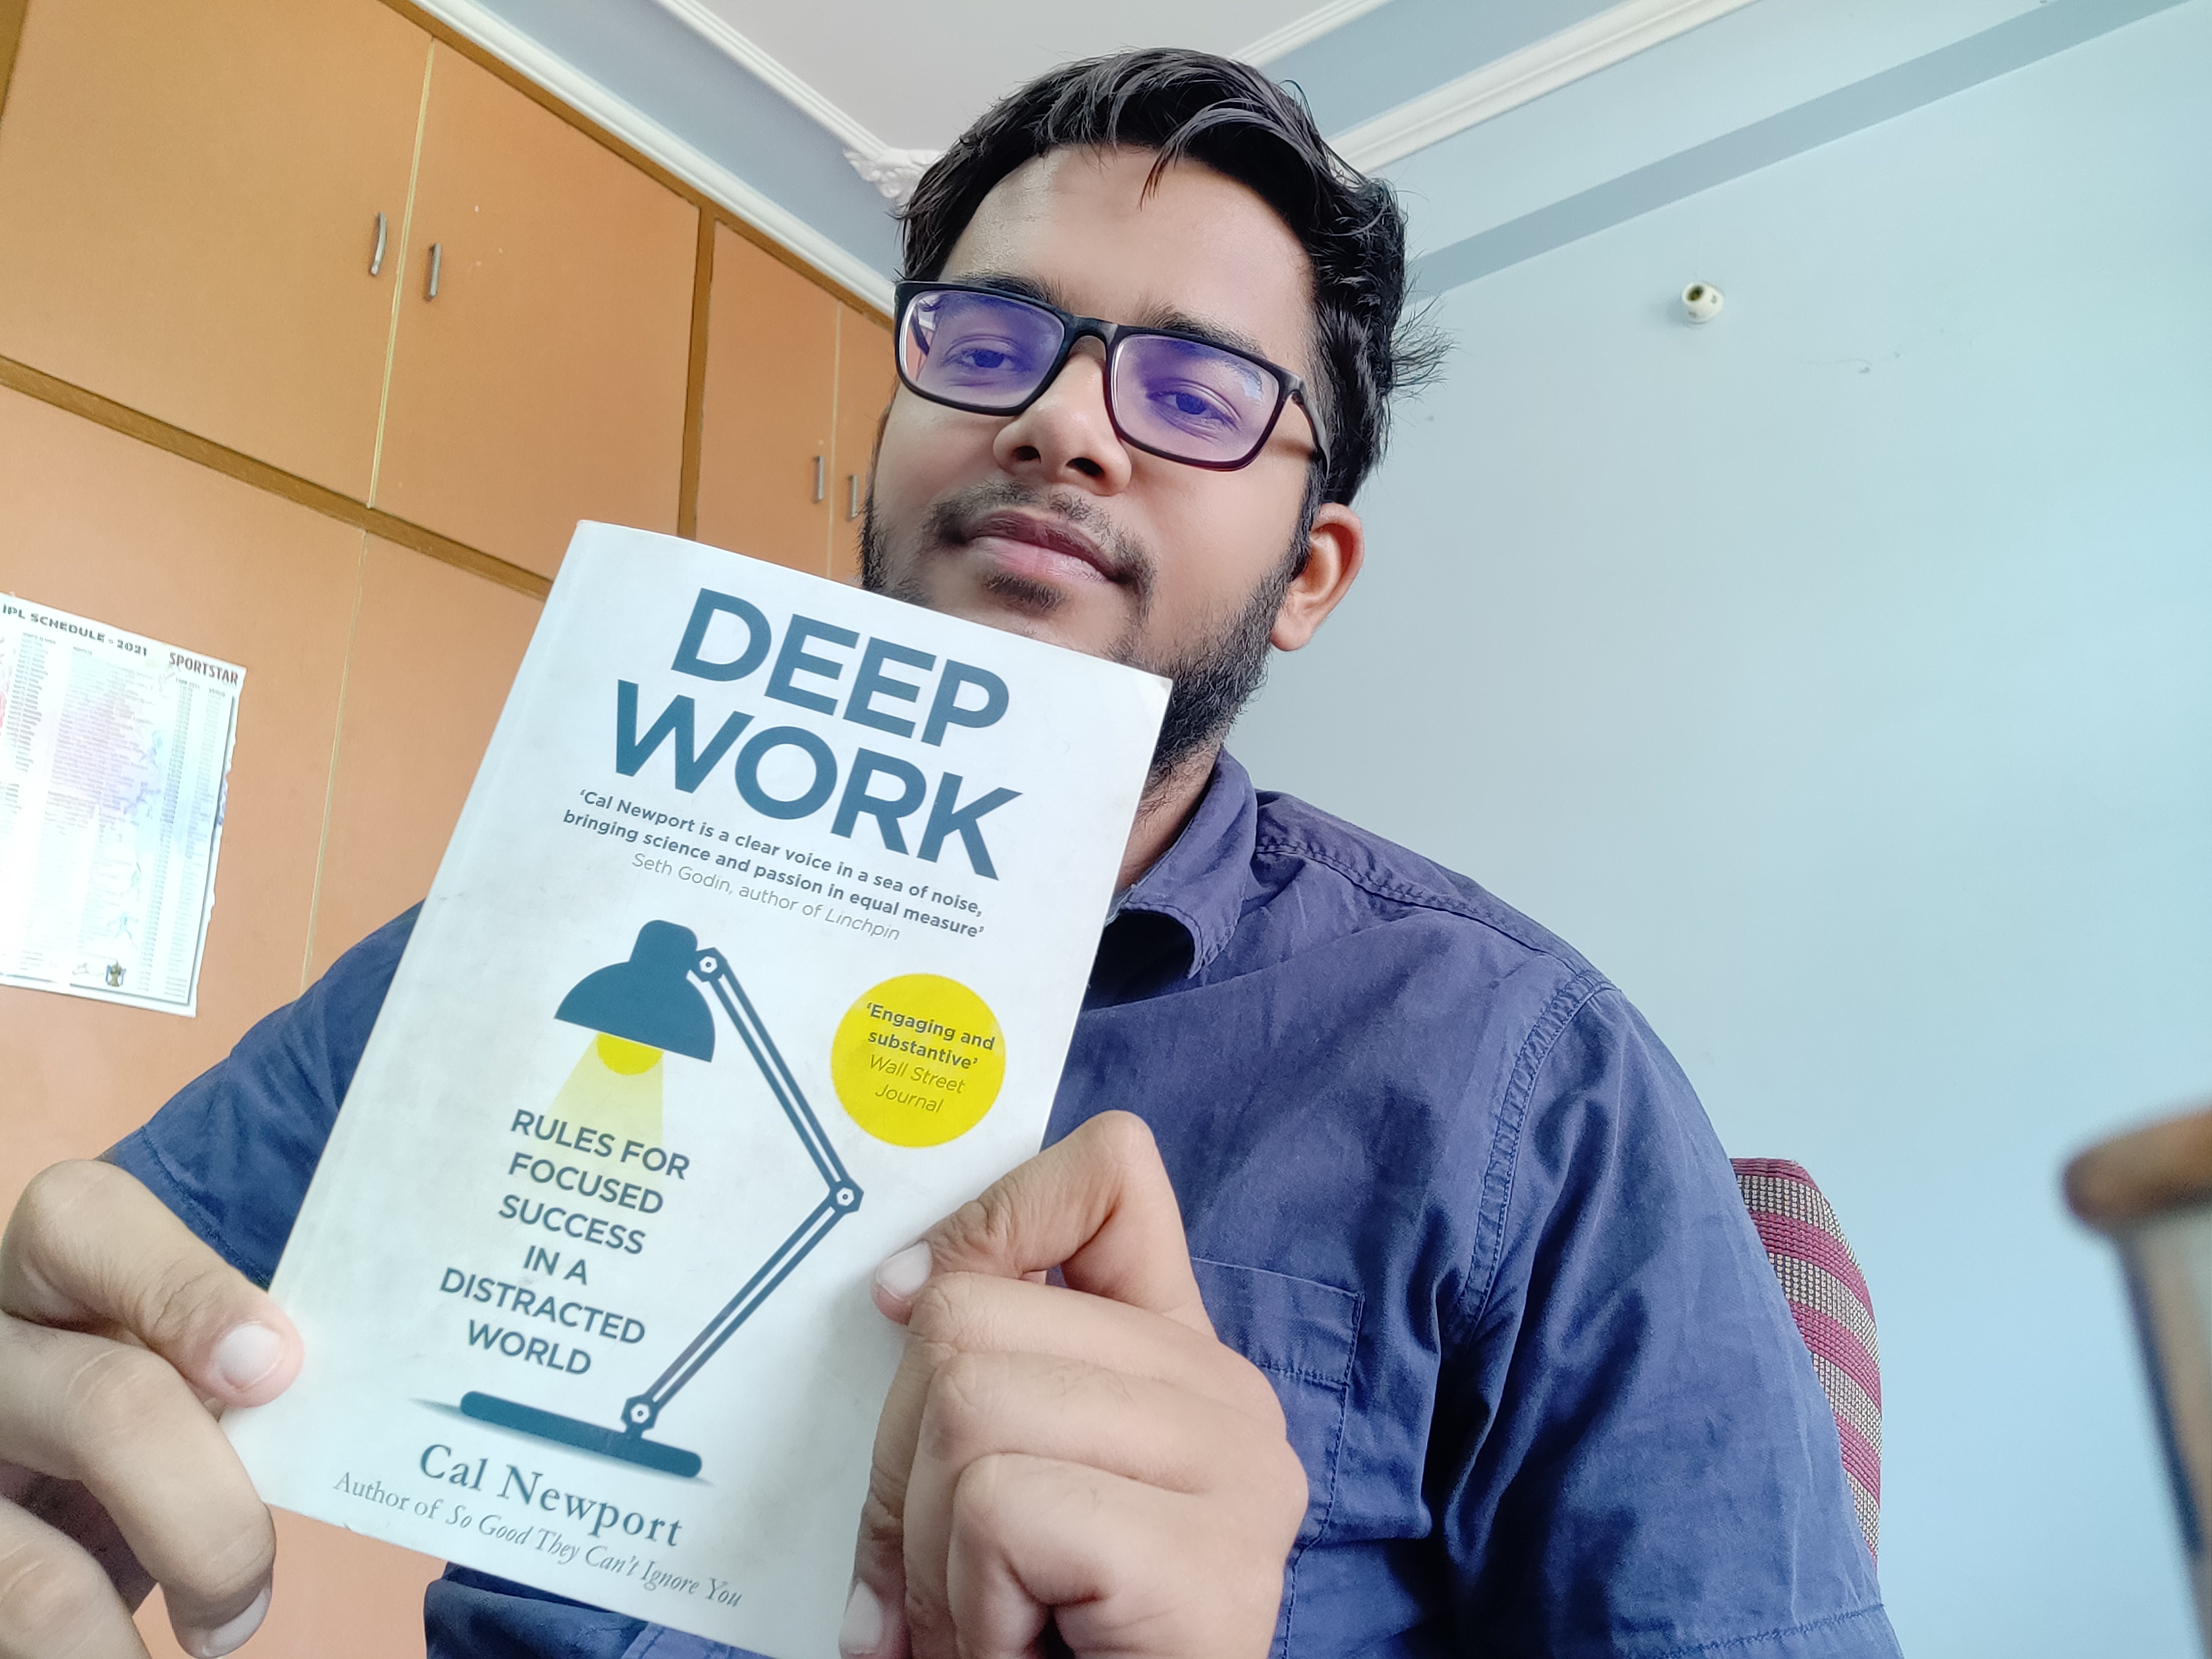 IPL SCHEDULE - 2021
SPORTSTAR
DEEP
WORK
‘Cal Newport is a clear voice in a sea of noise,
bringing science and passion in equal measure’
Seth Godin, author of Linchpin
‘Engaging and
substantive’
Wall Street
Journal
RULES FOR
FOCUSED
SUCCESS
IN A
DISTRACTED
WORLD
Cal Newport
Author of So Good They Can't Ignore You